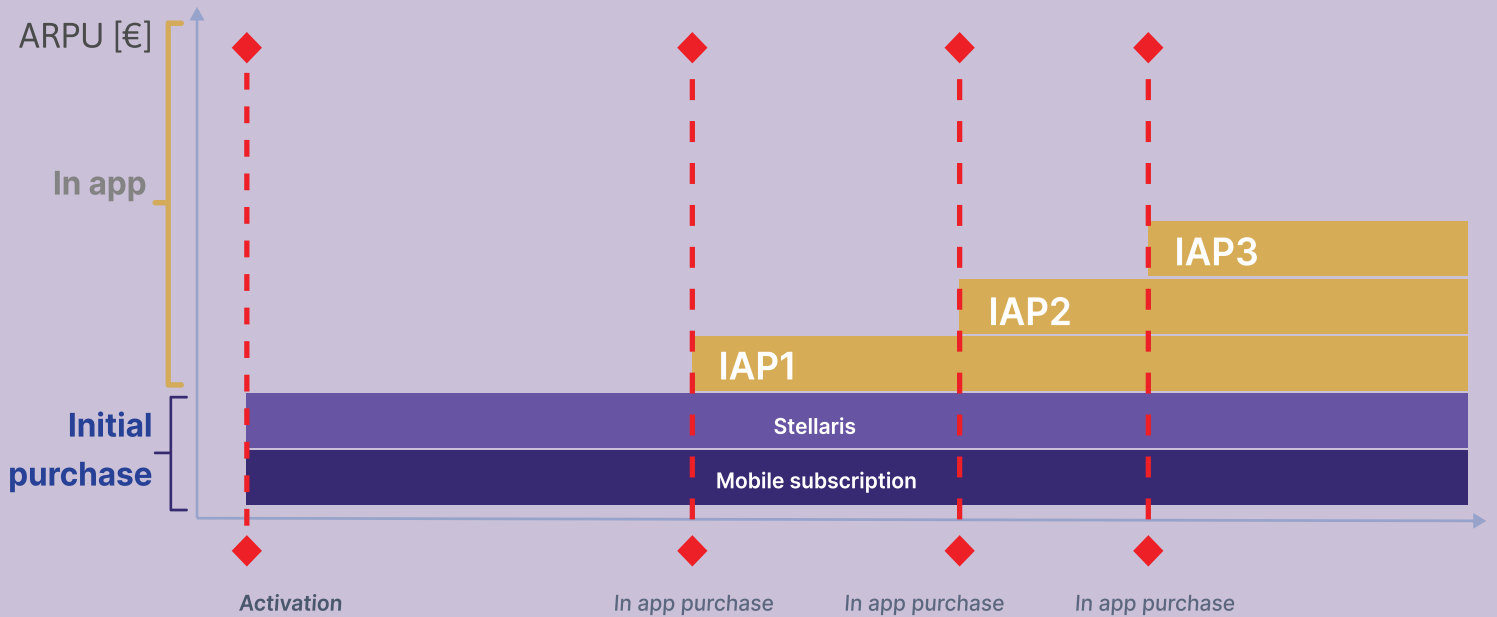 ARPU [€]
In app
IAP3
IAP2
IAP1
Initial
purchase
Stellaris
Mobile subscription
Activation
In app purchase
In app purchase
In app purchase